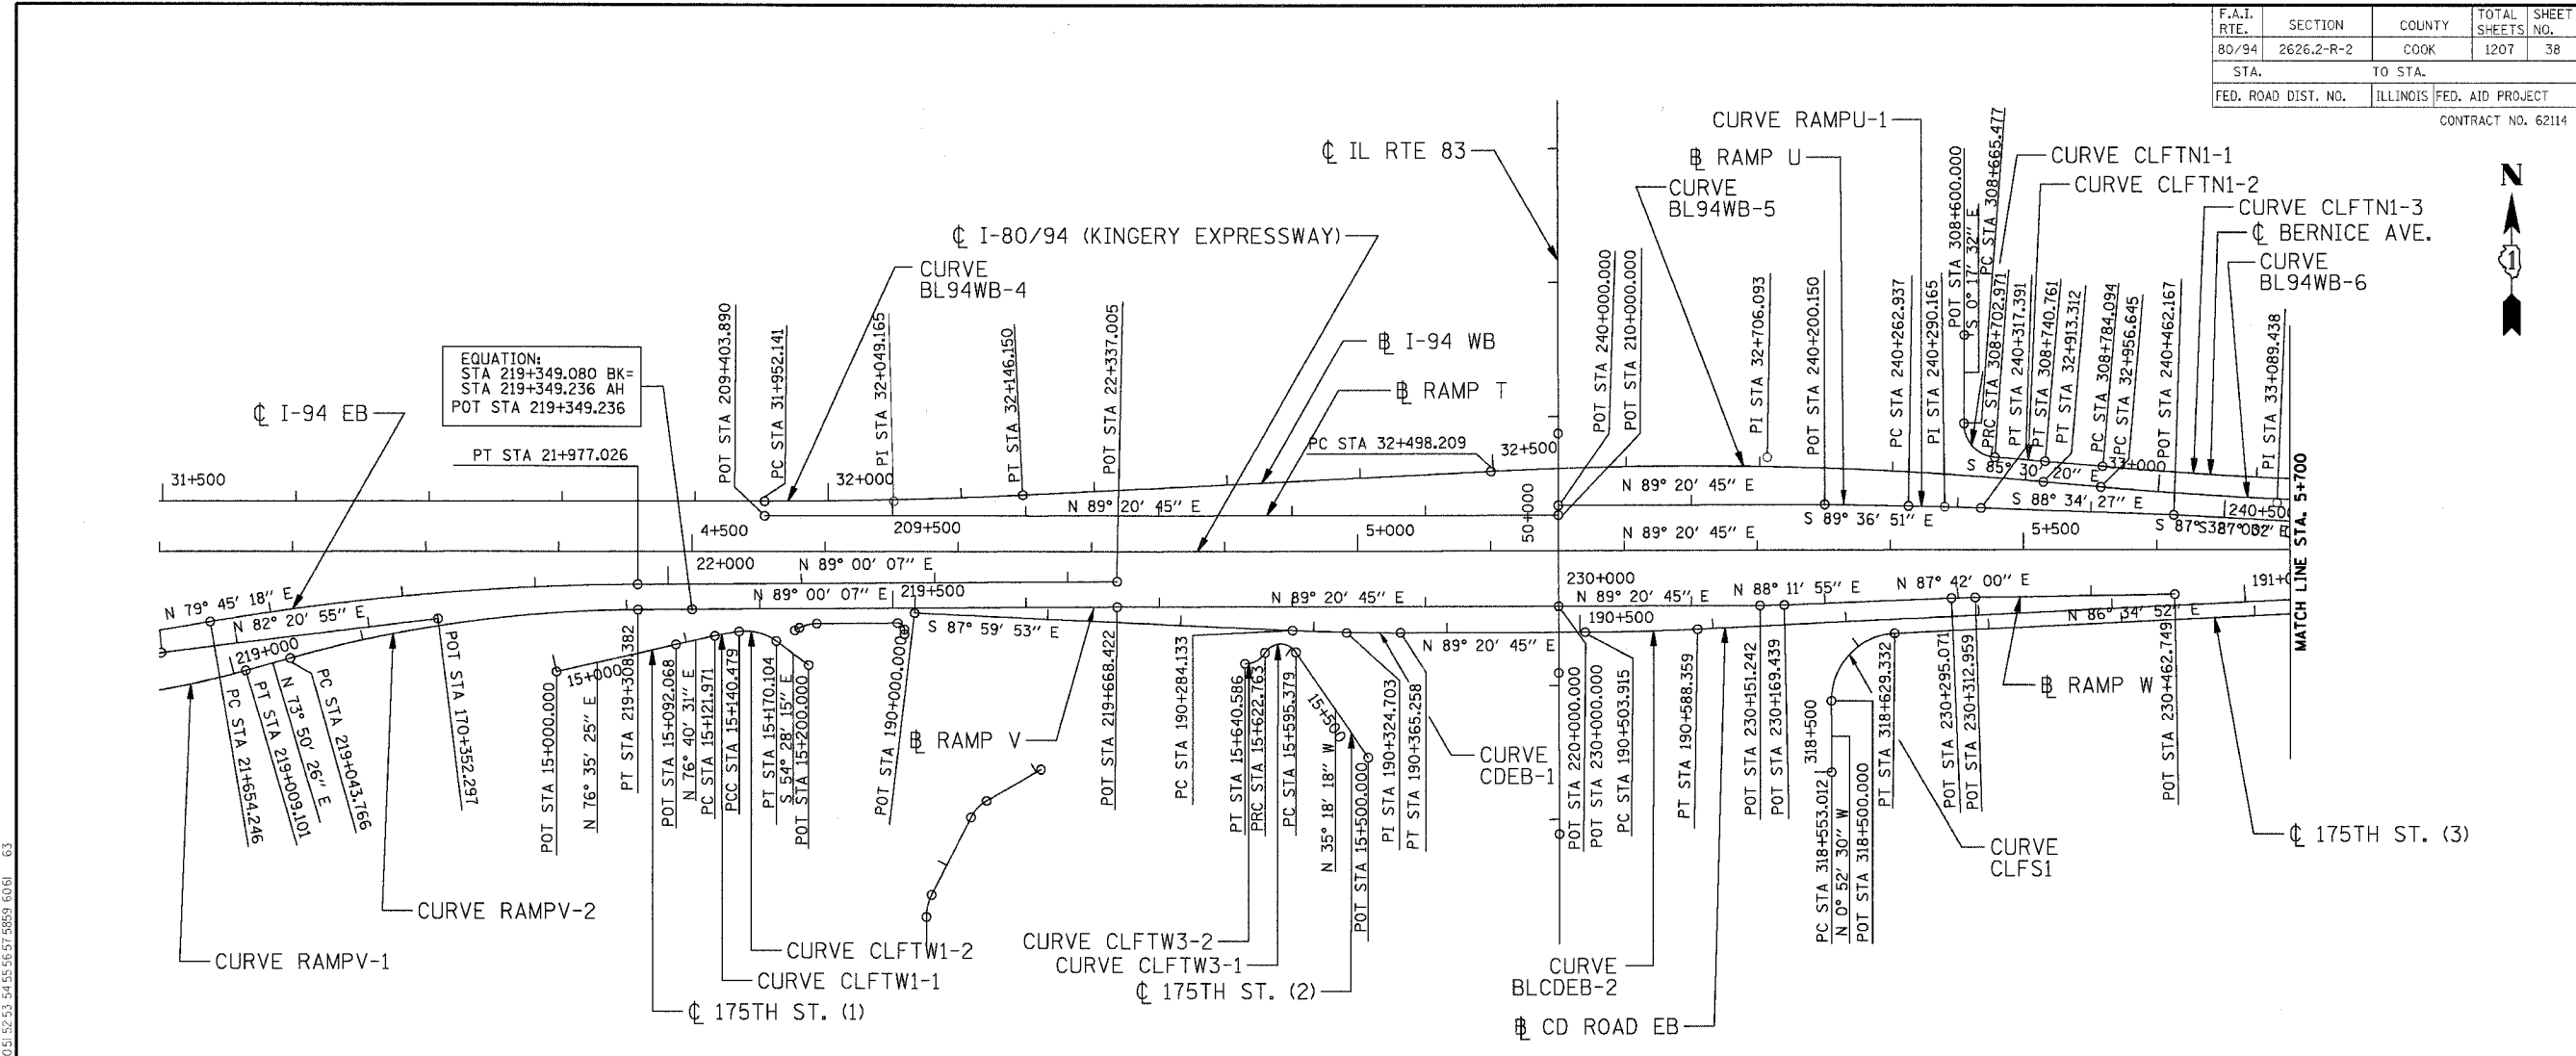 F.A.I. RTE. SECTION COUNTY TOTAL SHEETS SHEET NO.
80/94 2626.2-R-2 COOK 1207 38
STA. TO STA.
FED. ROAD DIST. NO. ILLINOIS FED. AID PROJECT
CONTRACT NO. 62114
N
1
CURVE RAMPU-1
℄ IL RTE 83
B RAMP U
CURVE
BL94WB-5
POT STA 308+600.000
S 0° 17' 32" E
PC STA 308+665.477
CURVE CLFTN1-1
CURVE CLFTN1-2
CURVE CLFTN1-3
℄ BERNICE AVE.
CURVE
BL94WB-6
℄ I-80/94 (KINGERY EXPRESSWAY)
CURVE
BL94WB-4
B I-94 WB
B RAMP T
EQUATION:
STA 219+349.080 BK=
STA 219+349.236 AH
POT STA 219+349.236
℄ I-94 EB
PT STA 21+977.026
POT STA 209+403.890
PC STA 31+952.141
PI STA 32+049.165
PT STA 32+146.150
POT STA 22+337.005
PC STA 32+498.209
32+500
POT STA 240+000.000
POT STA 210+000.000
PI STA 32+706.093
POT STA 240+200.150
PC STA 240+262.937
PI STA 240+290.165
PRC STA 308+702.971
PT STA 240+317.391
PT STA 308+740.761
PT STA 32+913.312
PC STA 308+784.094
PC STA 32+956.645
POT STA 240+462.167
PI STA 33+089.438
MATCH LINE STA. 5+700
31+500
32+000
N 89° 20' 45" E
N 89° 20' 45" E
S 85° 30' 20" E
33+000
S 88° 34' 27" E
240+500
4+500
209+500
5+000
50+000
S 89° 36' 51" E
N 89° 20' 45" E
5+500
22+000
N 89° 00' 07" E
N 79° 45' 18" E
N 82° 20' 55" E
N 89° 00' 07" E
219+500
N 89° 20' 45" E
230+000
N 89° 20' 45" E
N 88° 11' 55" E
N 87° 42' 00" E
219+000
S 87° 59' 53" E
N 89° 20' 45" E
190+500
N 86° 34' 52" E
15+000
15+500
PC STA 21+654.246
PT STA 219+009.101
N 73° 50' 26" E
PC STA 219+043.766
POT STA 170+352.297
POT STA 15+000.000
N 76° 35' 25" E
PT STA 219+308.382
POT STA 15+092.068
N 76° 40' 31" E
PC STA 15+121.971
PCC STA 15+140.479
PT STA 15+170.104
S 54° 28' 15" E
POT STA 15+200.000
POT STA 190+000.000
B RAMP V
POT STA 219+668.422
PC STA 190+284.133
PT STA 15+640.586
PRC STA 15+622.763
PC STA 15+595.379
N 35° 18' 18" W
POT STA 15+500.000
PI STA 190+324.703
PT STA 190+365.258
CURVE
CDEB-1
POT STA 220+000.000
POT STA 230+000.000
PC STA 190+503.915
PT STA 190+588.359
POT STA 230+151.242
POT STA 230+169.439
318+500
PC STA 318+553.012
N 0° 52' 30" W
POT STA 318+500.000
PT STA 318+629.332
POT STA 230+295.071
POT STA 230+312.959
B RAMP W
POT STA 230+462.749
℄ 175TH ST. (3)
CURVE
CLFS1
CURVE RAMPV-2
CURVE RAMPV-1
CURVE CLFTW1-2
CURVE CLFTW1-1
℄ 175TH ST. (1)
CURVE CLFTW3-2
CURVE CLFTW3-1
℄ 175TH ST. (2)
CURVE
BLCDEB-2
B CD ROAD EB